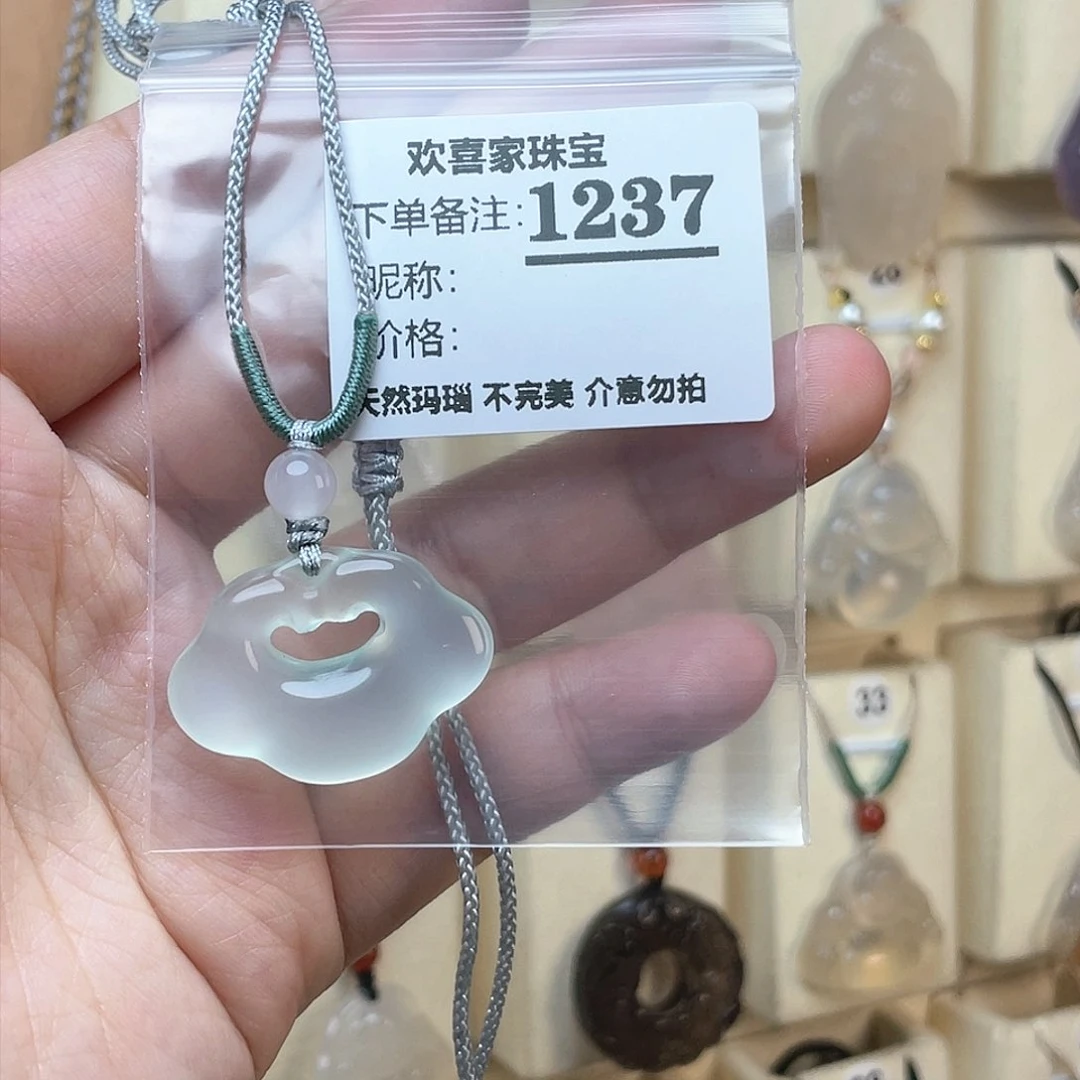 欢喜家珠宝
下单备注:1237
昵称:
价格:
天然玛瑙 不完美 介意勿拍
33